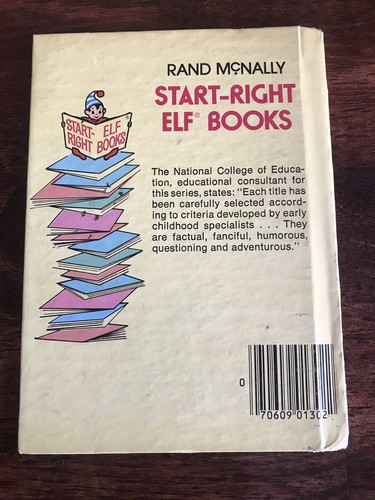 RAND McNALLY
START-RIGHT
ELF® BOOKS
START- ELF®
RIGHT BOOKS
The National College of Educa-
tion, educational consultant for
this series, states: "Each title has
been carefully selected accord-
ing to criteria developed by early
childhood specialists . . . They
are factual, fanciful, humorous,
questioning and adventurous."
0
70609 01302